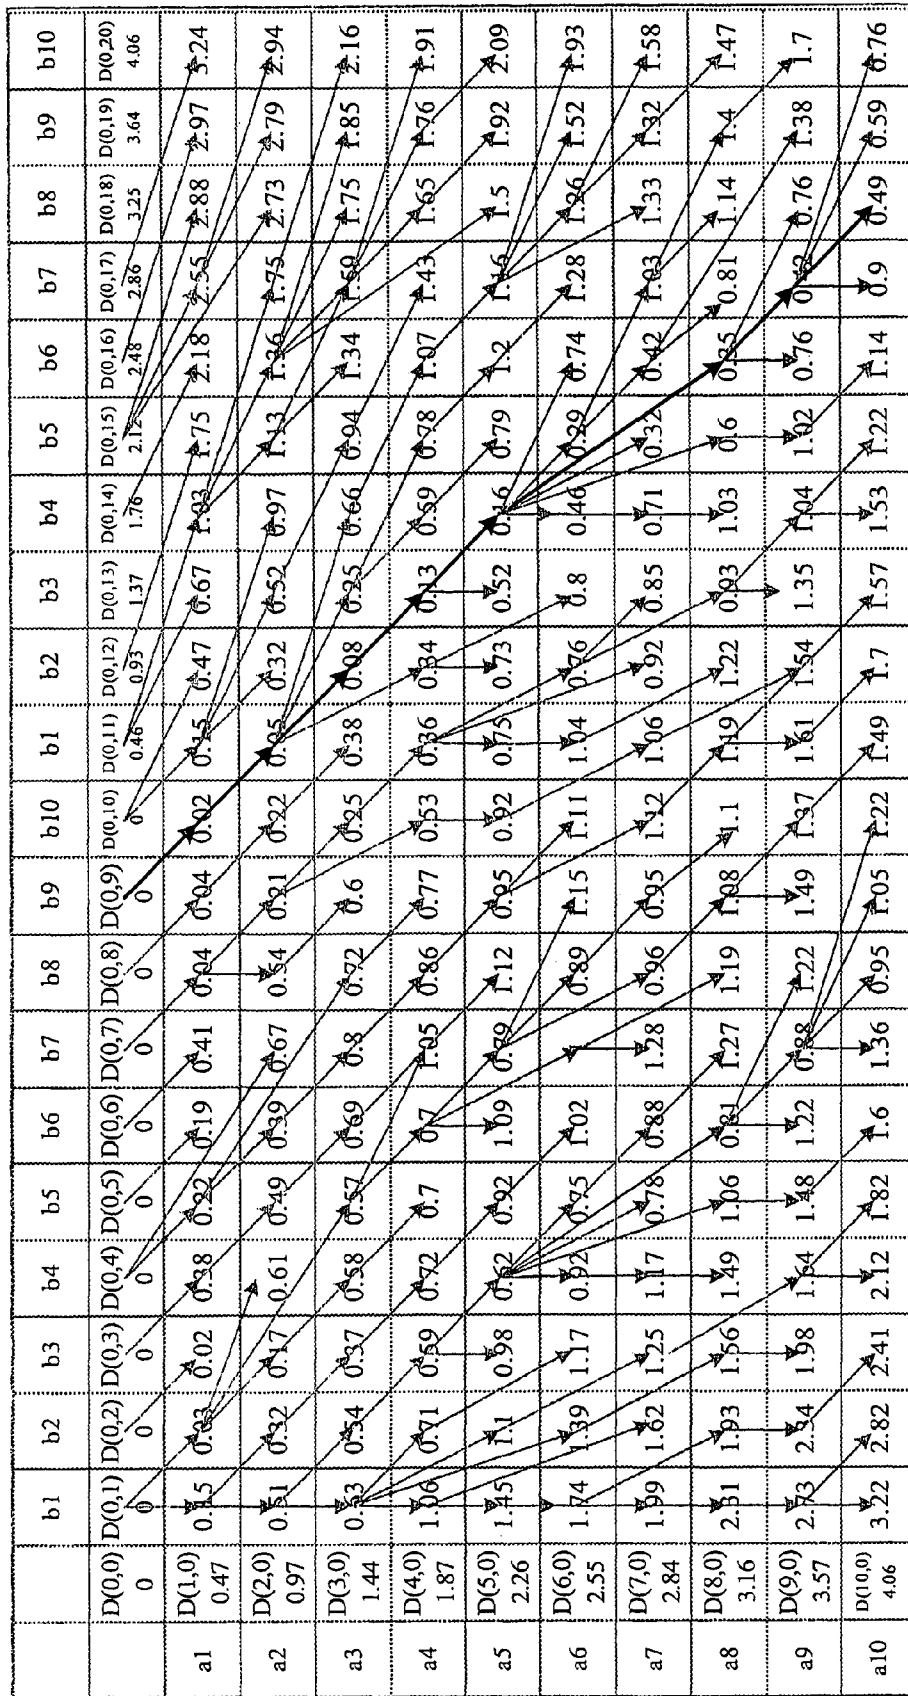 b1 b2 b3 b4 b5 b6 b7 b8 b9 b10 b1 b2 b3 b4 b5 b6 b7 b8 b9 b10
D(0,0) D(0,1) D(0,2) D(0,3) D(0,4) D(0,5) D(0,6) D(0,7) D(0,8) D(0,9) D(0,10) D(0,11) D(0,12) D(0,13) D(0,14) D(0,15) D(0,16) D(0,17) D(0,18) D(0,19) D(0,20)
0 0 0 0 0 0 0 0 0 0 0 0.46 0.93 1.37 1.76 2.12 2.48 2.86 3.25 3.64 4.06
a1 D(1,0) 0.47 0.15 0.03 0.02 0.38 0.22 0.19 0.41 0.04 0.04 0.02 0.15 0.47 0.67 1.03 1.75 2.18 2.55 2.88 2.97 3.24
a2 D(2,0) 0.97 0.51 0.32 0.17 0.61 0.49 0.39 0.67 0.54 0.21 0.22 0.05 0.32 0.52 0.97 1.13 1.36 1.75 2.73 2.79 2.94
a3 D(3,0) 1.44 0.53 0.54 0.37 0.58 0.57 0.69 0.8 0.72 0.6 0.25 0.38 0.08 0.25 0.66 0.94 1.34 1.69 1.75 1.85 2.16
a4 D(4,0) 1.87 1.06 0.71 0.59 0.72 0.7 0.7 1.05 0.86 0.77 0.53 0.36 0.34 0.13 0.59 0.78 1.07 1.43 1.65 1.76 1.91
a5 D(5,0) 2.26 1.45 1.1 0.98 0.62 0.92 1.09 0.79 1.12 0.95 0.92 0.75 0.73 0.52 0.16 0.79 1.2 1.16 1.5 1.92 2.09
a6 D(6,0) 2.55 1.74 1.39 1.17 0.92 0.75 1.02 0.89 1.15 1.11 1.04 0.76 0.8 0.46 0.29 0.74 1.28 1.26 1.52 1.93
a7 D(7,0) 2.84 1.99 1.62 1.25 1.17 0.78 0.88 1.28 0.96 0.95 1.12 1.06 0.92 0.85 0.71 0.32 0.42 1.03 1.33 1.32 1.58
a8 D(8,0) 3.16 2.31 1.93 1.56 1.49 1.06 0.81 1.27 1.19 1.08 1.1 1.19 1.22 0.93 1.03 0.6 0.35 0.81 1.14 1.4 1.47
a9 D(9,0) 3.57 2.73 2.34 1.98 1.64 1.48 1.22 0.88 1.22 1.49 1.37 1.61 1.54 1.35 1.04 1.02 0.76 0.42 0.76 1.38 1.7
a10 D(10,0) 4.06 3.22 2.82 2.41 2.12 1.82 1.6 1.36 0.95 1.05 1.22 1.49 1.7 1.57 1.53 1.22 1.14 0.9 0.49 0.59 0.76